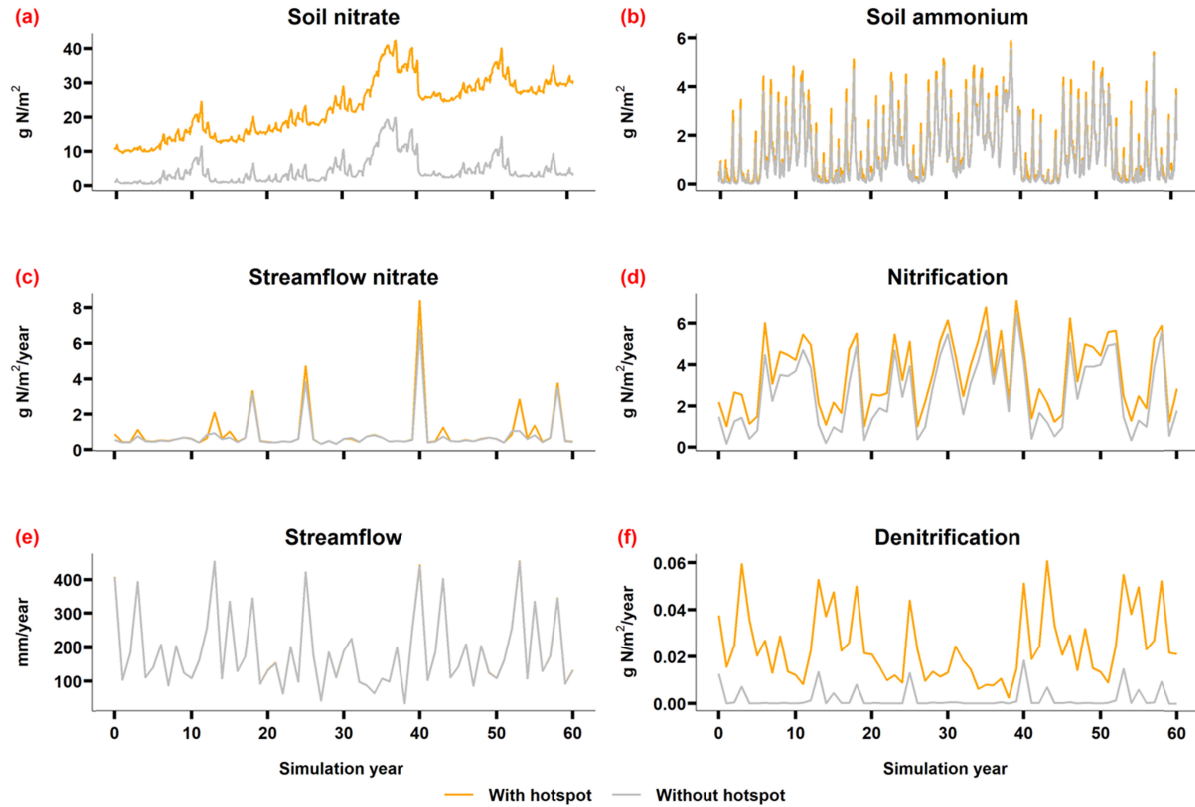 (a) Soil nitrate
g N/m²
40
30
20
10
0
(b) Soil ammonium
g N/m²
6
4
2
0
(c) Streamflow nitrate
g N/m²/year
8
6
4
2
0
(d) Nitrification
g N/m²/year
6
4
2
0
(e) Streamflow
mm/year
400
300
200
100
0 10 20 30 40 50 60
Simulation year
(f) Denitrification
g N/m²/year
0.06
0.04
0.02
0.00
0 10 20 30 40 50 60
Simulation year
With hotspot Without hotspot